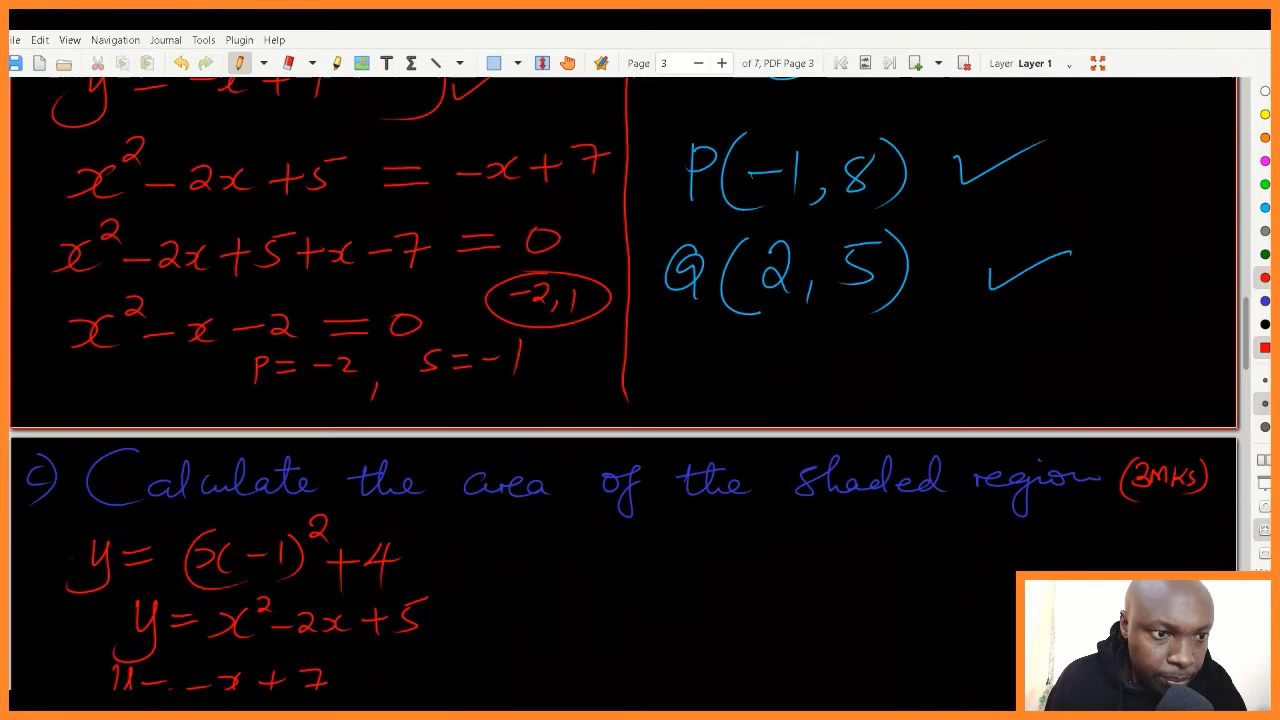 ile Edit View Navigation Journal Tools Plugin Help
Page 3 of 7, PDF Page 3 Layer Layer 1
y = -x + 7
x² - 2x + 5 = -x + 7
x² - 2x + 5 + x - 7 = 0
-2, 1
x² - x - 2 = 0
P = -2, S = -1
P(-1, 8) ✓
Q(2, 5) ✓
c) Calculate the area of the shaded region (3MKS)
y = (x - 1)² + 4
y = x² - 2x + 5
y = -x + 7